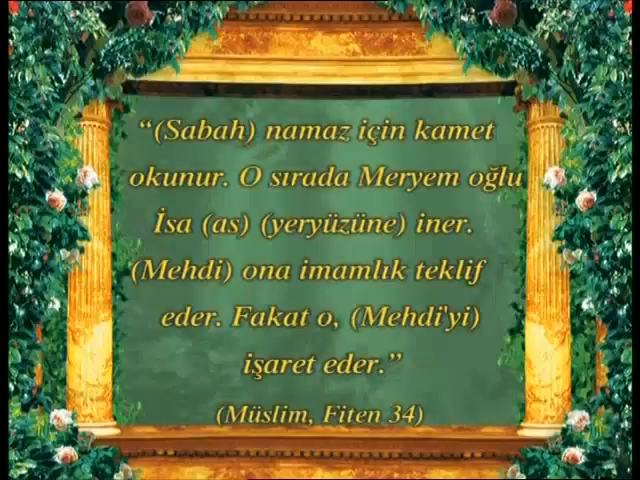 “(Sabah) namaz için kamet
okunur. O sırada Meryem oğlu
İsa (as) (yeryüzüne) iner.
(Mehdi) ona imamlık teklif
eder. Fakat o, (Mehdi'yi)
işaret eder.”
(Müslim, Fiten 34)